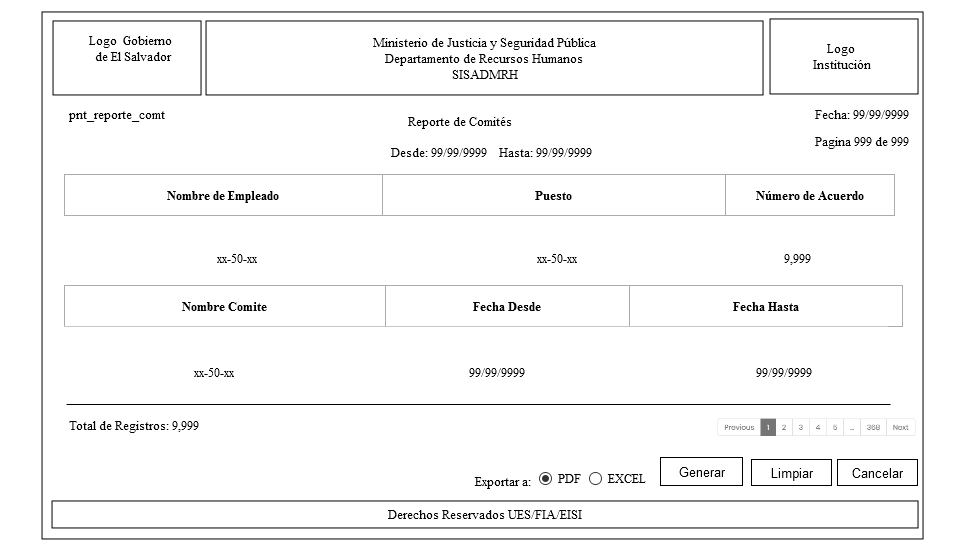 Logo Gobierno
de El Salvador
Ministerio de Justicia y Seguridad Pública
Departamento de Recursos Humanos
SISADMRH
Logo
Institución
pnt_reporte_comt
Reporte de Comités
Fecha: 99/99/9999
Pagina 999 de 999
Desde: 99/99/9999 Hasta: 99/99/9999
Nombre de Empleado Puesto Número de Acuerdo
xx-50-xx xx-50-xx 9,999
Nombre Comite Fecha Desde Fecha Hasta
xx-50-xx 99/99/9999 99/99/9999
Total de Registros: 9,999
Previous 1 2 3 4 5 ... 368 Next
Exportar a: PDF EXCEL Generar Limpiar Cancelar
Derechos Reservados UES/FIA/EISI